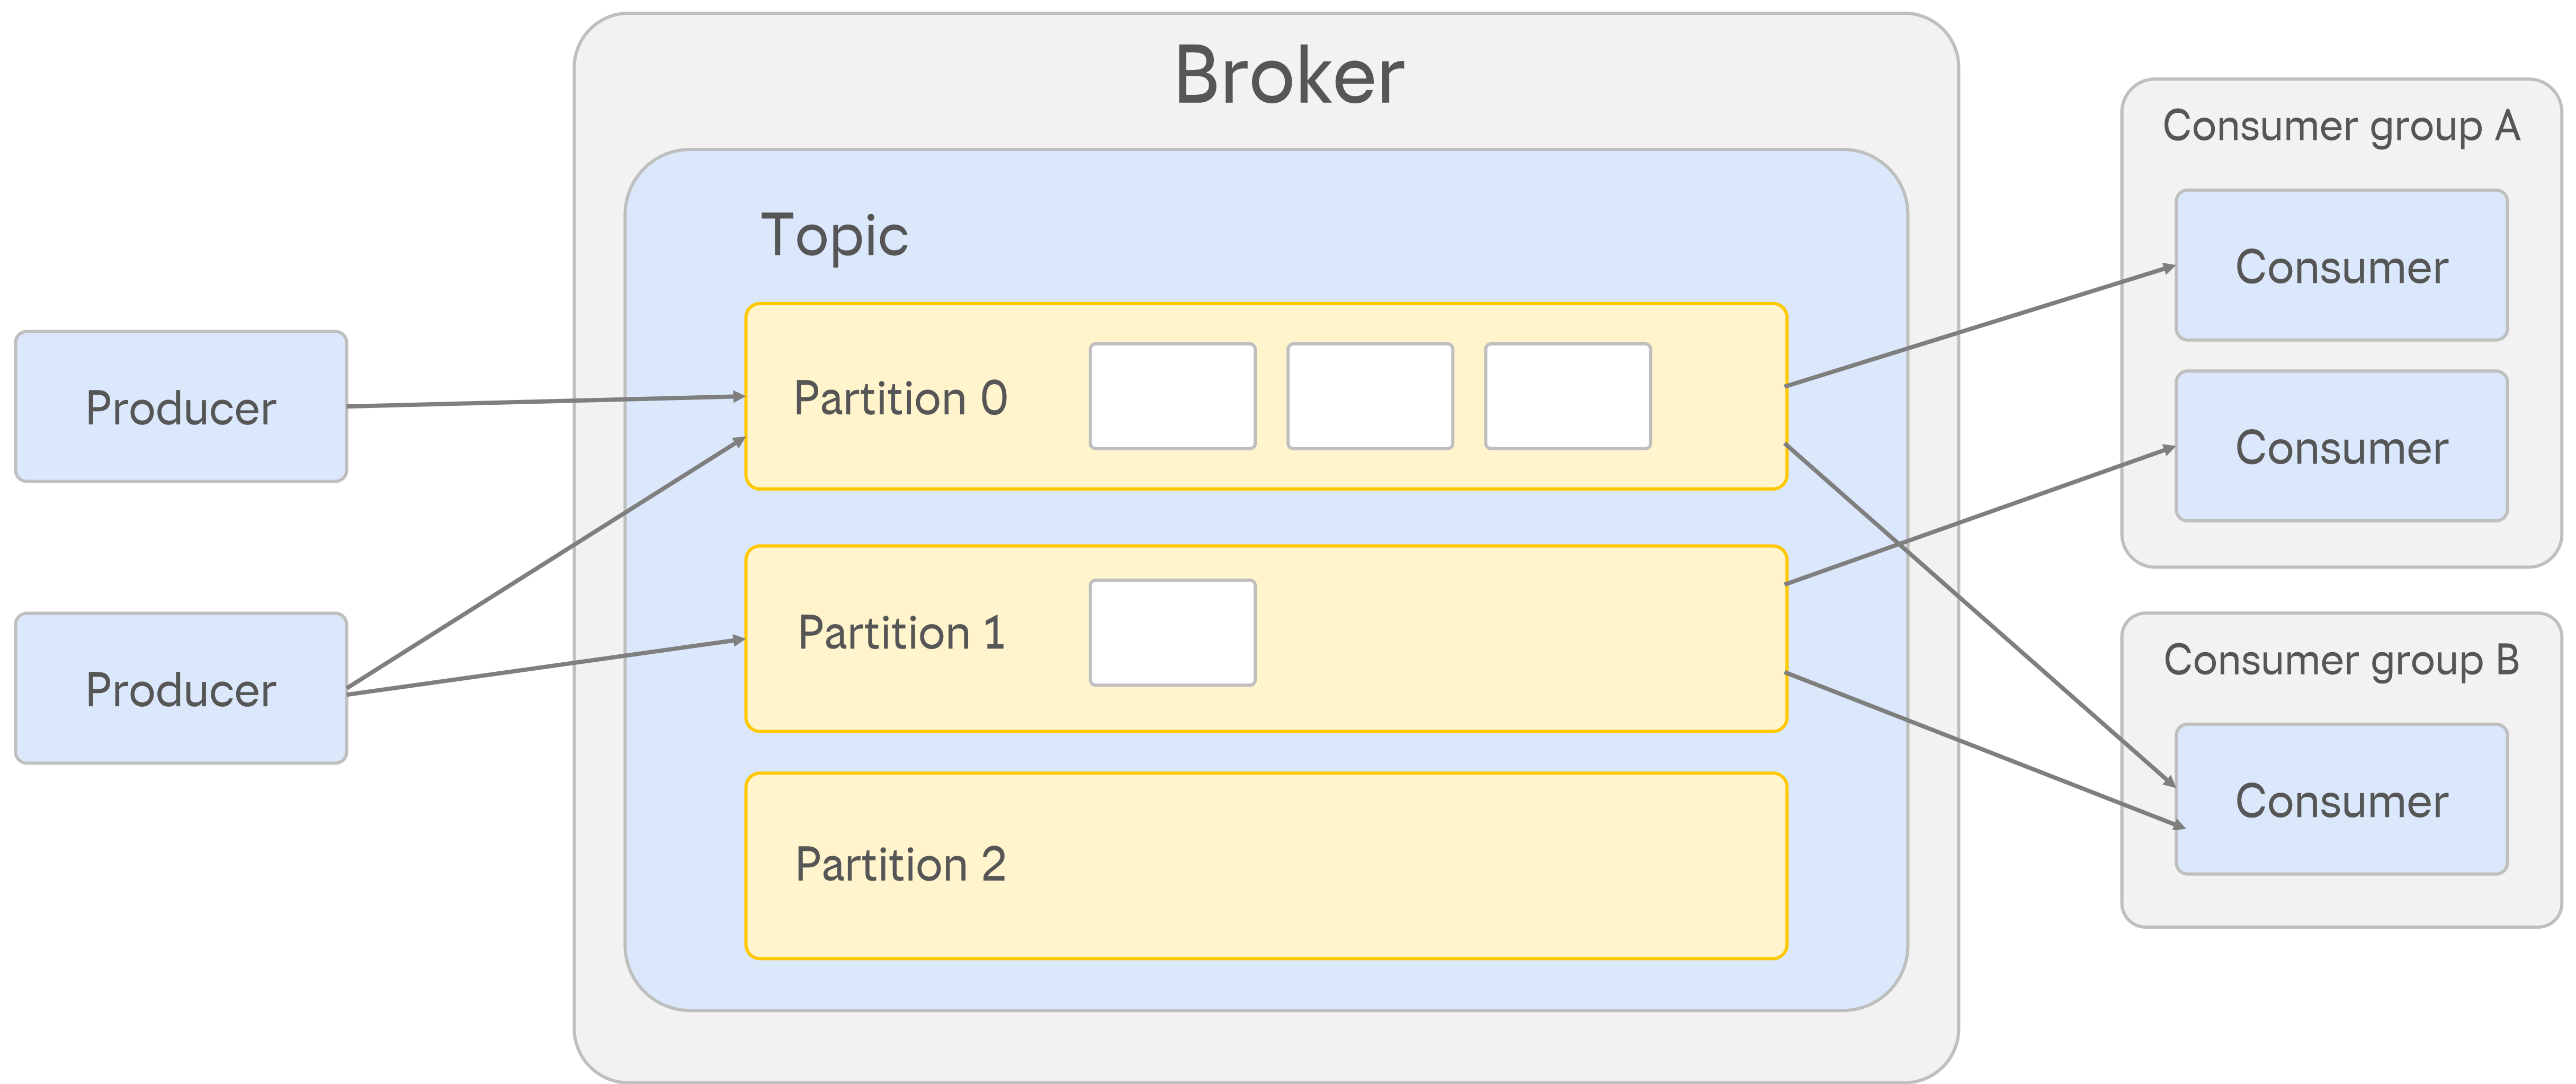 Broker
Topic
Producer
Producer
Partition 0
Partition 1
Partition 2
Consumer group A
Consumer
Consumer
Consumer group B
Consumer